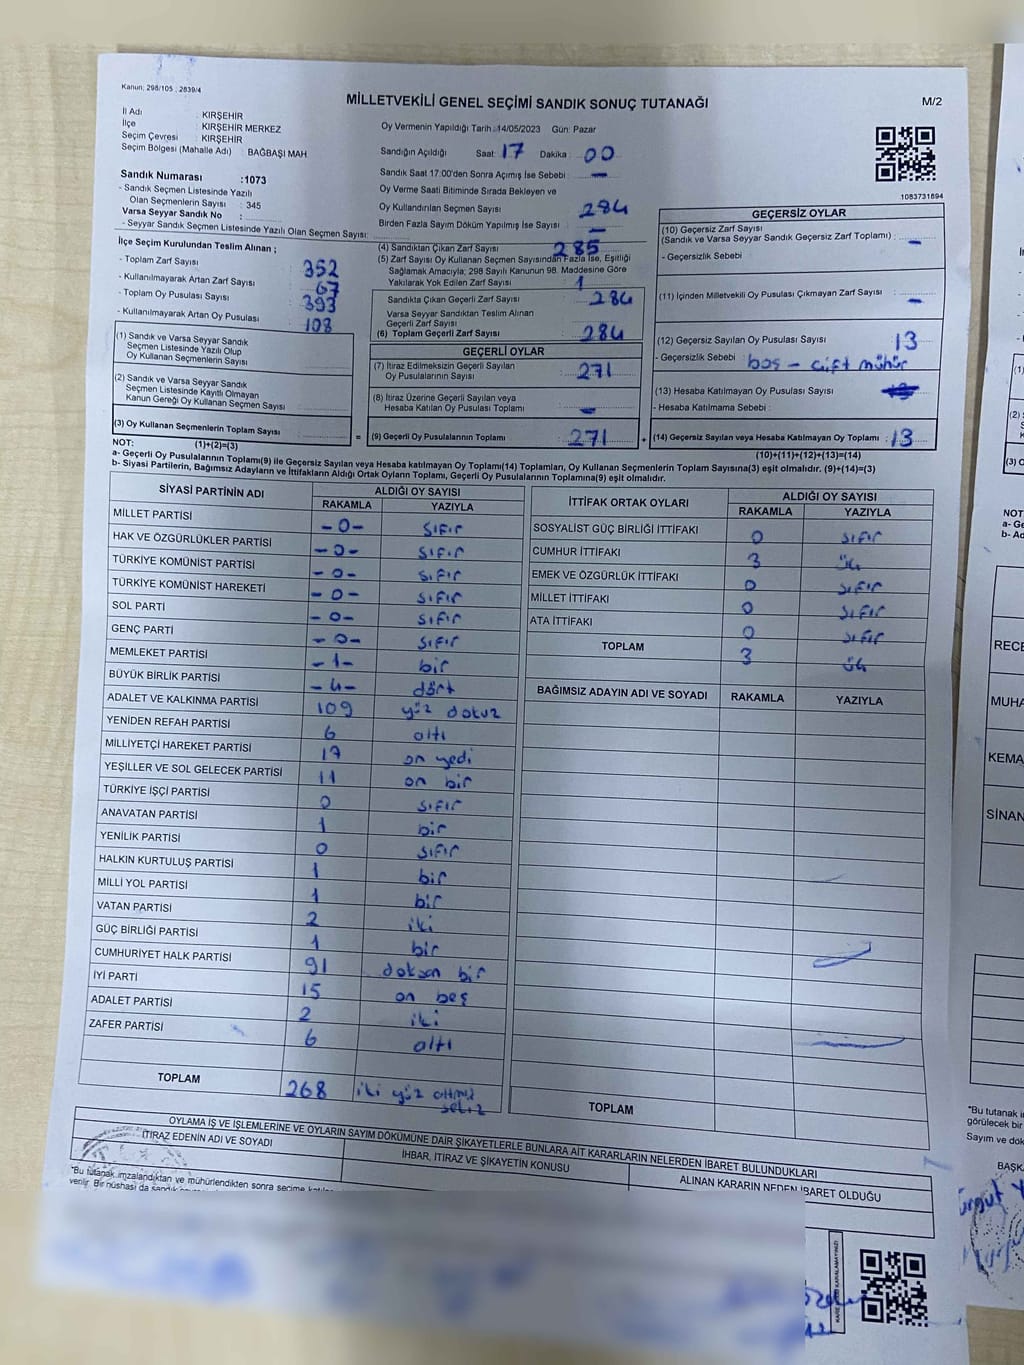 Kanun; 298/105 ; 2839/4
MİLLETVEKİLİ GENEL SEÇİMİ SANDIK SONUÇ TUTANAĞI
M/2
İl Adı : KIRŞEHİR
İlçe : KIRŞEHİR MERKEZ
Seçim Çevresi : KIRŞEHİR
Seçim Bölgesi (Mahalle Adı) : BAĞBAŞI MAH
Sandık Numarası :1073
- Sandık Seçmen Listesinde Yazılı
Olan Seçmenlerin Sayısı : 345
Varsa Seyyar Sandık No :
- Seyyar Sandık Seçmen Listesinde Yazılı Olan Seçmen Sayısı:
Oy Vermenin Yapıldığı Tarih :14/05/2023 Gün: Pazar
Sandığın Açıldığı Saat: 17 Dakika : 00
Sandık Saat 17:00'den Sonra Açımış İse Sebebi : —
Oy Verme Saati Bitiminde Sırada Bekleyen ve
Oy Kullandırılan Seçmen Sayısı : 284
Birden Fazla Sayım Döküm Yapılmış İse Sayısı : —
1083731894
İlçe Seçim Kurulundan Teslim Alınan ;
- Toplam Zarf Sayısı : 352
- Kullanılmayarak Artan Zarf Sayısı : 67
- Toplam Oy Pusulası Sayısı : 393
- Kullanılmayarak Artan Oy Pusulası : 108
(1) Sandık ve Varsa Seyyar Sandık
Seçmen Listesinde Yazılı Olup
Oy Kullanan Seçmenlerin Sayısı :
(2) Sandık ve Varsa Seyyar Sandık
Seçmen Listesinde Kayıtlı Olmayan
Kanun Gereği Oy Kullanan Seçmen Sayısı :
(3) Oy Kullanan Seçmenlerin Toplam Sayısı :
(1)+(2)=(3)
(4) Sandıktan Çıkan Zarf Sayısı : 285
(5) Zarf Sayısı Oy Kullanan Seçmen Sayısından Fazla İse, Eşitliği
Sağlamak Amacıyla; 298 Sayılı Kanunun 98. Maddesine Göre
Yakılarak Yok Edilen Zarf Sayısı : 1
Sandıkta Çıkan Geçerli Zarf Sayısı : 284
Varsa Seyyar Sandıktan Teslim Alınan
Geçerli Zarf Sayısı :
(6) Toplam Geçerli Zarf Sayısı : 284
GEÇERLİ OYLAR
(7) İtiraz Edilmeksizin Geçerli Sayılan
Oy Pusulalarının Sayısı : 271
(8) İtiraz Üzerine Geçerli Sayılan veya
Hesaba Katılan Oy Pusulası Toplamı : —
= (9) Geçerli Oy Pusulalarının Toplamı : 271
GEÇERSİZ OYLAR
(10) Geçersiz Zarf Sayısı
(Sandık ve Varsa Seyyar Sandık Geçersiz Zarf Toplamı) : —
- Geçersizlik Sebebi
(11) İçinden Milletvekili Oy Pusulası Çıkmayan Zarf Sayısı : —
(12) Geçersiz Sayılan Oy Pusulası Sayısı : 13
- Geçersizlik Sebebi : boş – çift mühür
(13) Hesaba Katılmayan Oy Pusulası Sayısı :
- Hesaba Katılmama Sebebi :
+ (14) Geçersiz Sayılan veya Hesaba Katılmayan Oy Toplamı : 13
(10)+(11)+(12)+(13)=(14)
NOT:
a- Geçerli Oy Pusulalarının Toplamı(9) ile Geçersiz Sayılan veya Hesaba katılmayan Oy Toplamı(14) Toplamları, Oy Kullanan Seçmenlerin Toplam Sayısına(3) eşit olmalıdır. (9)+(14)=(3)
b- Siyasi Partilerin, Bağımsız Adayların ve İttifakların Aldığı Ortak Oyların Toplamı, Geçerli Oy Pusulalarının Toplamına(9) eşit olmalıdır.
SİYASİ PARTİNİN ADI ALDIĞI OY SAYISI
RAKAMLA YAZIYLA
MİLLET PARTİSİ -0- sıfır
HAK VE ÖZGÜRLÜKLER PARTİSİ -0- sıfır
TÜRKİYE KOMÜNİST PARTİSİ -0- sıfır
TÜRKİYE KOMÜNİST HAREKETİ -0- sıfır
SOL PARTİ -0- sıfır
GENÇ PARTİ -0- sıfır
MEMLEKET PARTİSİ -1- bir
BÜYÜK BİRLİK PARTİSİ -4- dört
ADALET VE KALKINMA PARTİSİ 109 yüz dokuz
YENİDEN REFAH PARTİSİ 6 altı
MİLLİYETÇİ HAREKET PARTİSİ 17 on yedi
YEŞİLLER VE SOL GELECEK PARTİSİ 11 on bir
TÜRKİYE İŞÇİ PARTİSİ 0 sıfır
ANAVATAN PARTİSİ 1 bir
YENİLİK PARTİSİ 0 sıfır
HALKIN KURTULUŞ PARTİSİ 1 bir
MİLLİ YOL PARTİSİ 1 bir
VATAN PARTİSİ 2 iki
GÜÇ BİRLİĞİ PARTİSİ 1 bir
CUMHURİYET HALK PARTİSİ 91 doksan bir
İYİ PARTİ 15 on beş
ADALET PARTİSİ 2 iki
ZAFER PARTİSİ 6 altı
TOPLAM 268 iki yüz altmış
sekiz
İTTİFAK ORTAK OYLARI ALDIĞI OY SAYISI
RAKAMLA YAZIYLA
SOSYALİST GÜÇ BİRLİĞİ İTTİFAKI 0 sıfır
CUMHUR İTTİFAKI 3 üç
EMEK VE ÖZGÜRLÜK İTTİFAKI 0 sıfır
MİLLET İTTİFAKI 0 sıfır
ATA İTTİFAKI 0 sıfır
TOPLAM 3 üç
BAĞIMSIZ ADAYIN ADI VE SOYADI RAKAMLA YAZIYLA
TOPLAM
OYLAMA İŞ VE İŞLEMLERİNE VE OYLARIN SAYIM DÖKÜMÜNE DAİR ŞİKAYETLERLE BUNLARA AİT KARARLARIN NELERDEN İBARET BULUNDUKLARI
İTİRAZ EDENİN ADI VE SOYADI
İHBAR, İTİRAZ VE ŞİKAYETİN KONUSU
ALINAN KARARIN NEDEN İBARET OLDUĞU
*Bu tutanak imzalandıktan ve mühürlendikten sonra seçime
verilir. Bir nüshası da
NOT
a- Ge
b- Ad
RECE
MUHA
KEMA
SİNAN
*Bu tutanak
görülecek bir
Sayım ve dök
BAŞK